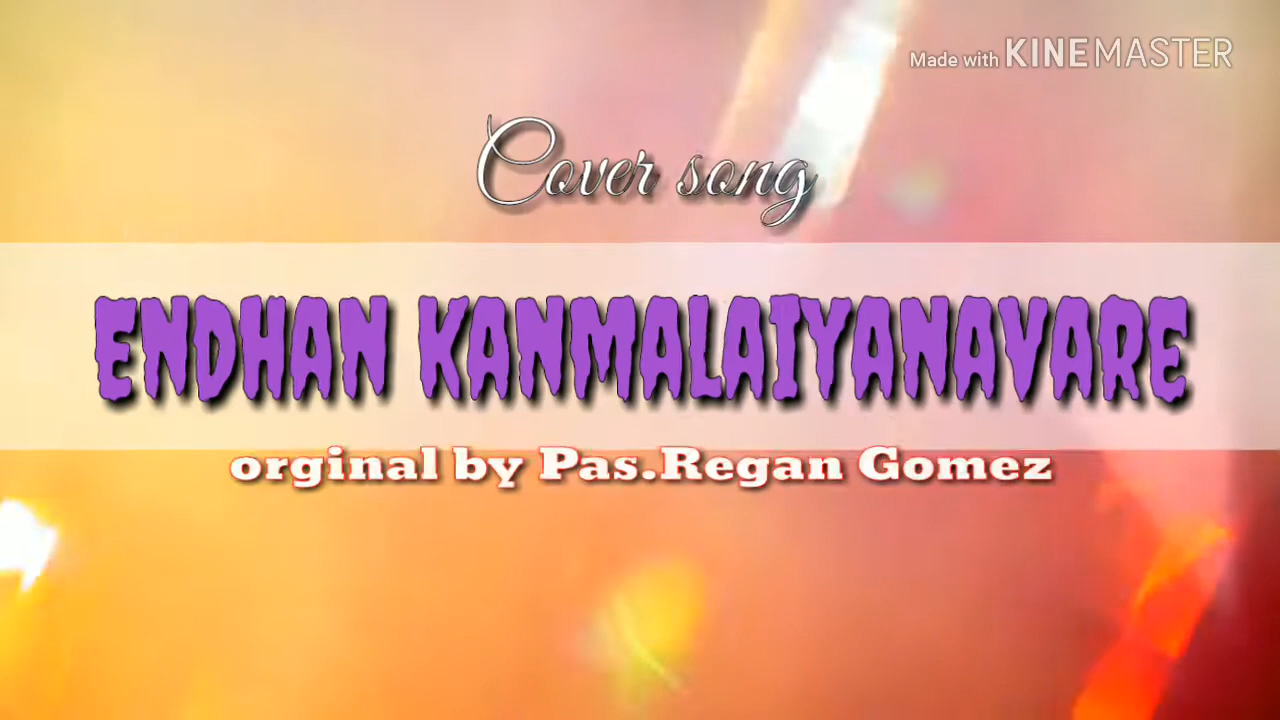 Made with KINEMASTER
Cover song
ENDHAN KANMALAIYANAVARE
orginal by Pas.Regan Gomez